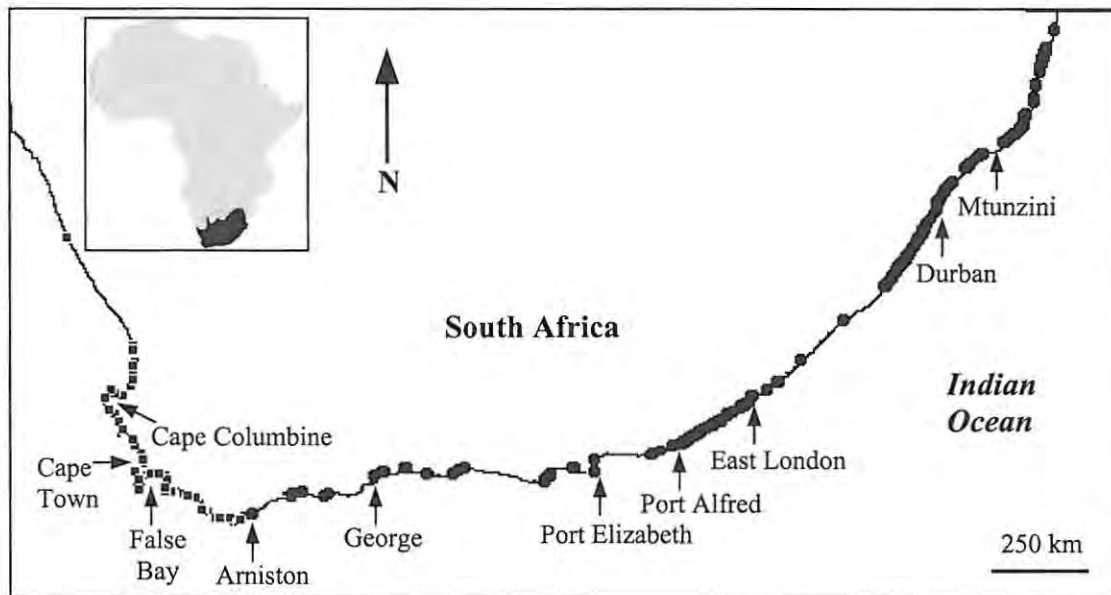 N
Mtunzini
Durban
South Africa
Indian
Ocean
Cape Columbine
Cape
Town
East London
Port Alfred
False
Bay
George
Port Elizabeth
Arniston
250 km